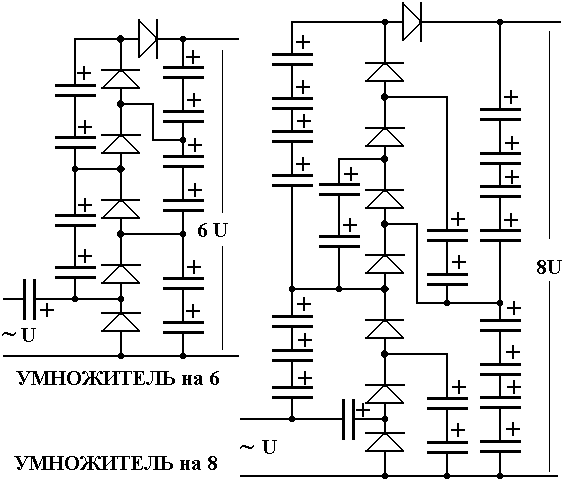 6 U
~ U
УМНОЖИТЕЛЬ на 6
8U
~ U
УМНОЖИТЕЛЬ на 8